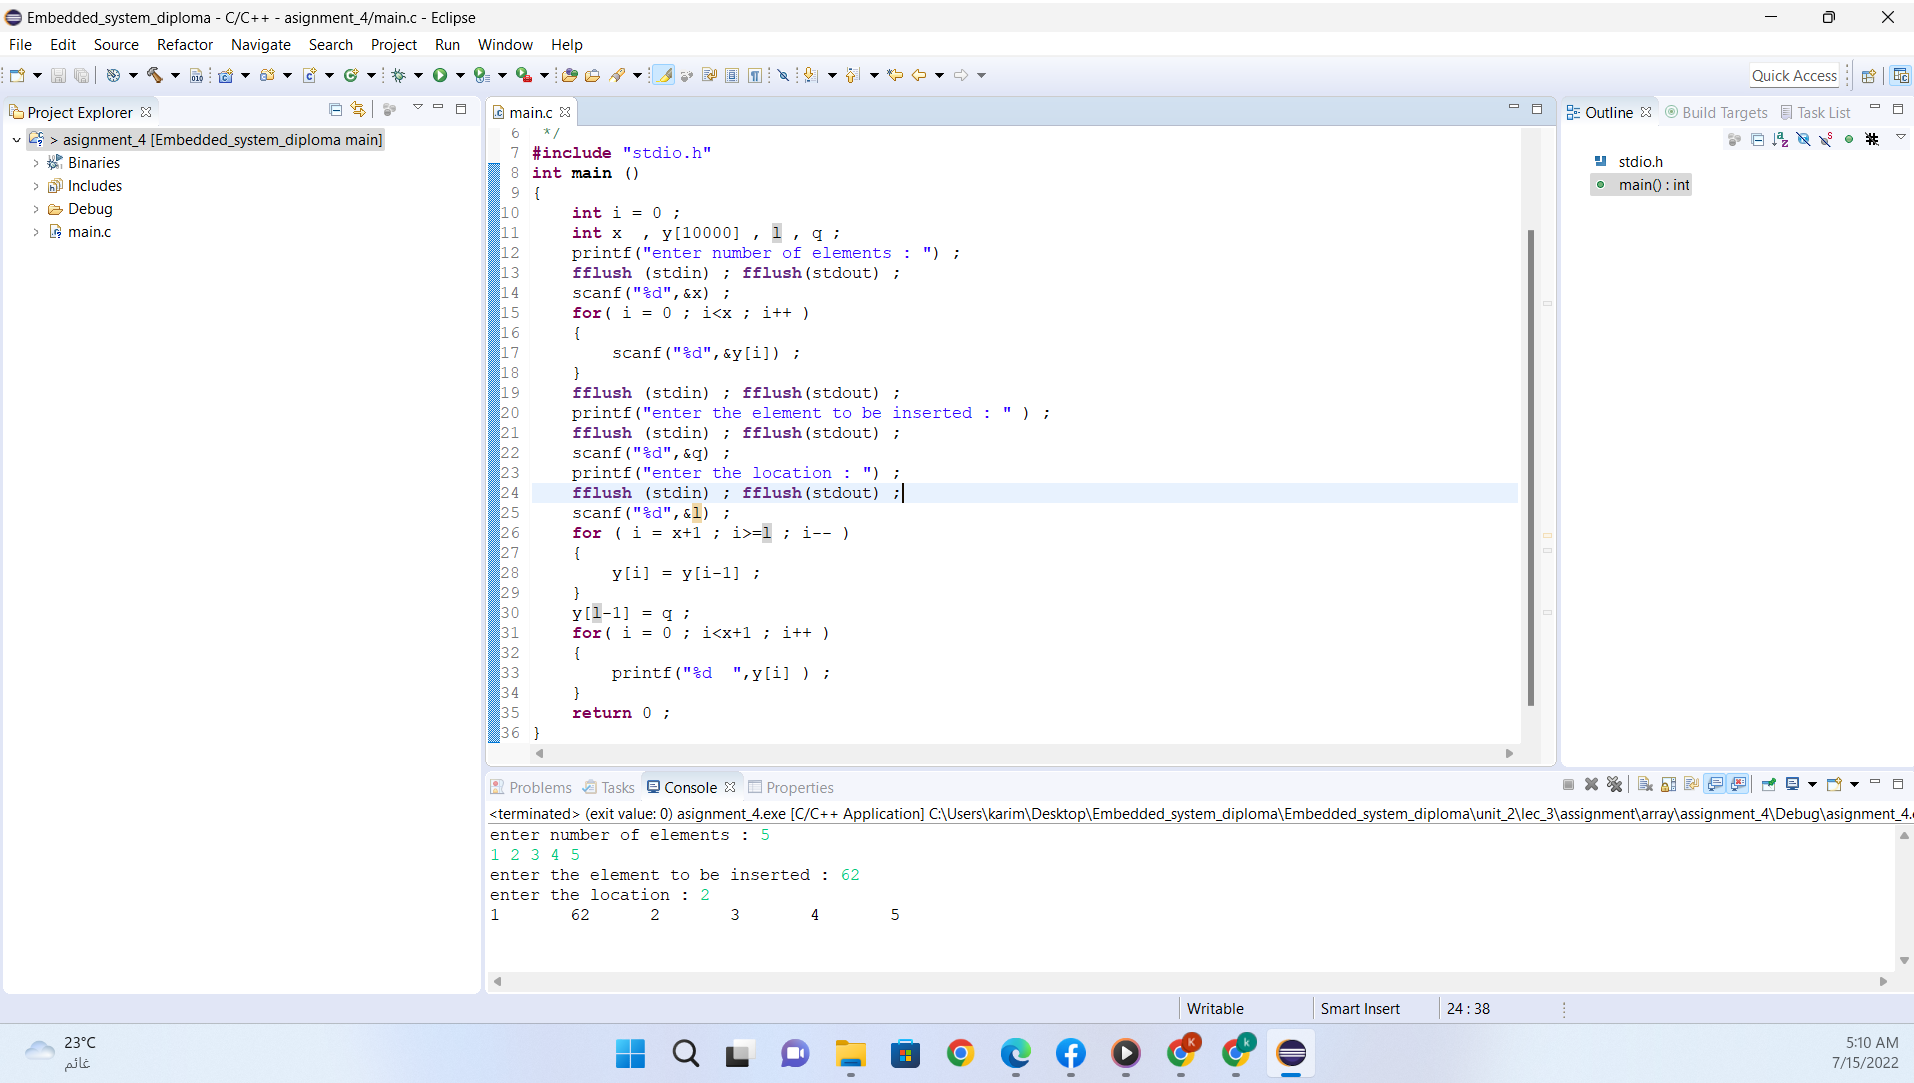 Embedded_system_diploma - C/C++ - asignment_4/main.c - Eclipse
File Edit Source Refactor Navigate Search Project Run Window Help
Quick Access
Project Explorer
> asignment_4 [Embedded_system_diploma main]
Binaries
Includes
Debug
main.c
main.c
6 */
7 #include "stdio.h"
8 int main ()
9 {
10 int i = 0 ;
11 int x  , y[10000] , l , q ;
12 printf("enter number of elements : ") ;
13 fflush (stdin) ; fflush(stdout) ;
14 scanf("%d",&x) ;
15 for( i = 0 ; i<x ; i++ )
16 {
17 scanf("%d",&y[i]) ;
18 }
19 fflush (stdin) ; fflush(stdout) ;
20 printf("enter the element to be inserted : " ) ;
21 fflush (stdin) ; fflush(stdout) ;
22 scanf("%d",&q) ;
23 printf("enter the location : ") ;
24 fflush (stdin) ; fflush(stdout) ;
25 scanf("%d",&l) ;
26 for ( i = x+1 ; i>=l ; i-- )
27 {
28 y[i] = y[i-1] ;
29 }
30 y[l-1] = q ;
31 for( i = 0 ; i<x+1 ; i++ )
32 {
33 printf("%d  ",y[i] ) ;
34 }
35 return 0 ;
36 }
Outline Build Targets Task List
stdio.h
main() : int
Problems Tasks Console Properties
<terminated> (exit value: 0) asignment_4.exe [C/C++ Application] C:\Users\karim\Desktop\Embedded_system_diploma\Embedded_system_diploma\unit_2\lec_3\assignment\array\assignment_4\Debug\asignment_4.e
enter number of elements : 5
1 2 3 4 5
enter the element to be inserted : 62
enter the location : 2
1 62 2 3 4 5
Writable Smart Insert 24 : 38
23°C
غائم
K
k
5:10 AM
7/15/2022